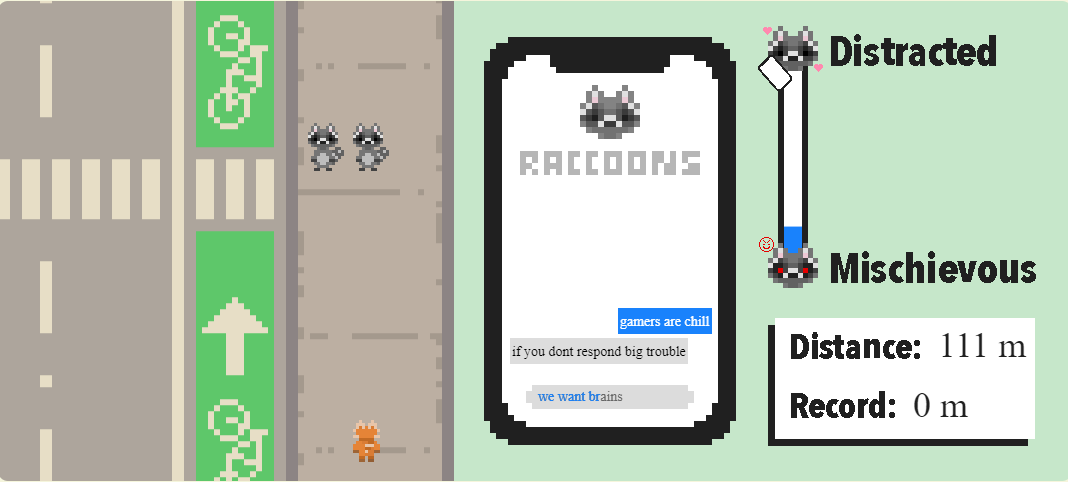 RACCOONS
gamers are chill
if you dont respond big trouble
we want brains
Distracted
Mischievous
Distance: 111 m
Record: 0 m